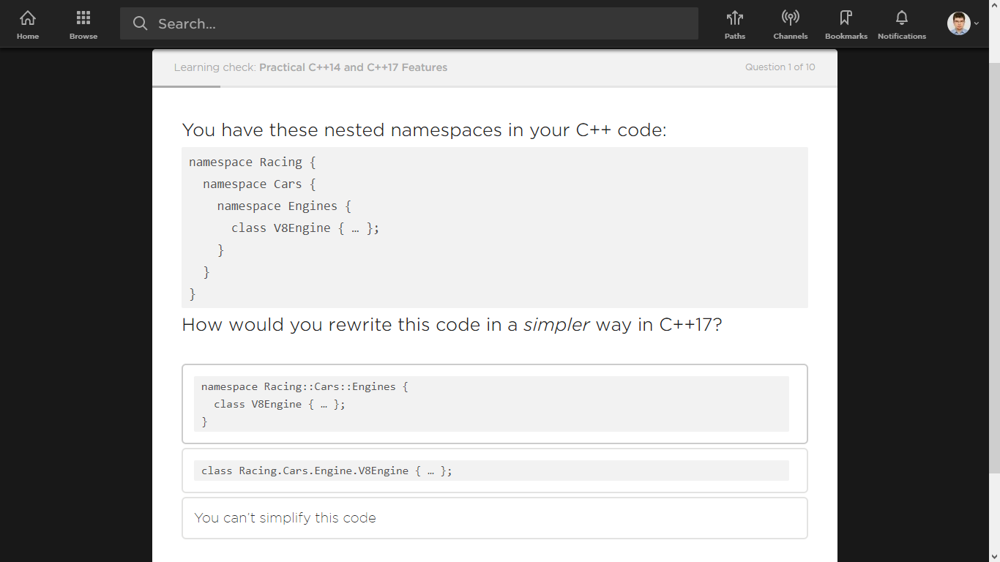 Home
Browse
Search...
Paths
Channels
Bookmarks
Notifications
Learning check: Practical C++14 and C++17 Features
Question 1 of 10
You have these nested namespaces in your C++ code:
namespace Racing {
  namespace Cars {
    namespace Engines {
      class V8Engine { … };
    }
  }
}
How would you rewrite this code in a simpler way in C++17?
namespace Racing::Cars::Engines {
  class V8Engine { … };
}
class Racing.Cars.Engine.V8Engine { … };
You can't simplify this code